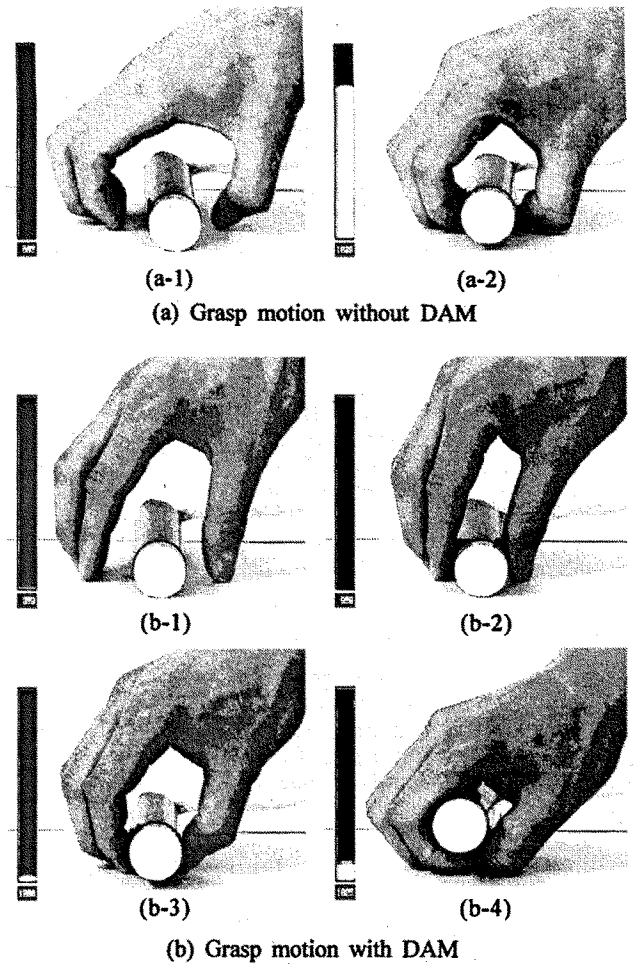 (a-1) (a-2)
(a) Grasp motion without DAM
(b-1) (b-2)
(b-3) (b-4)
(b) Grasp motion with DAM